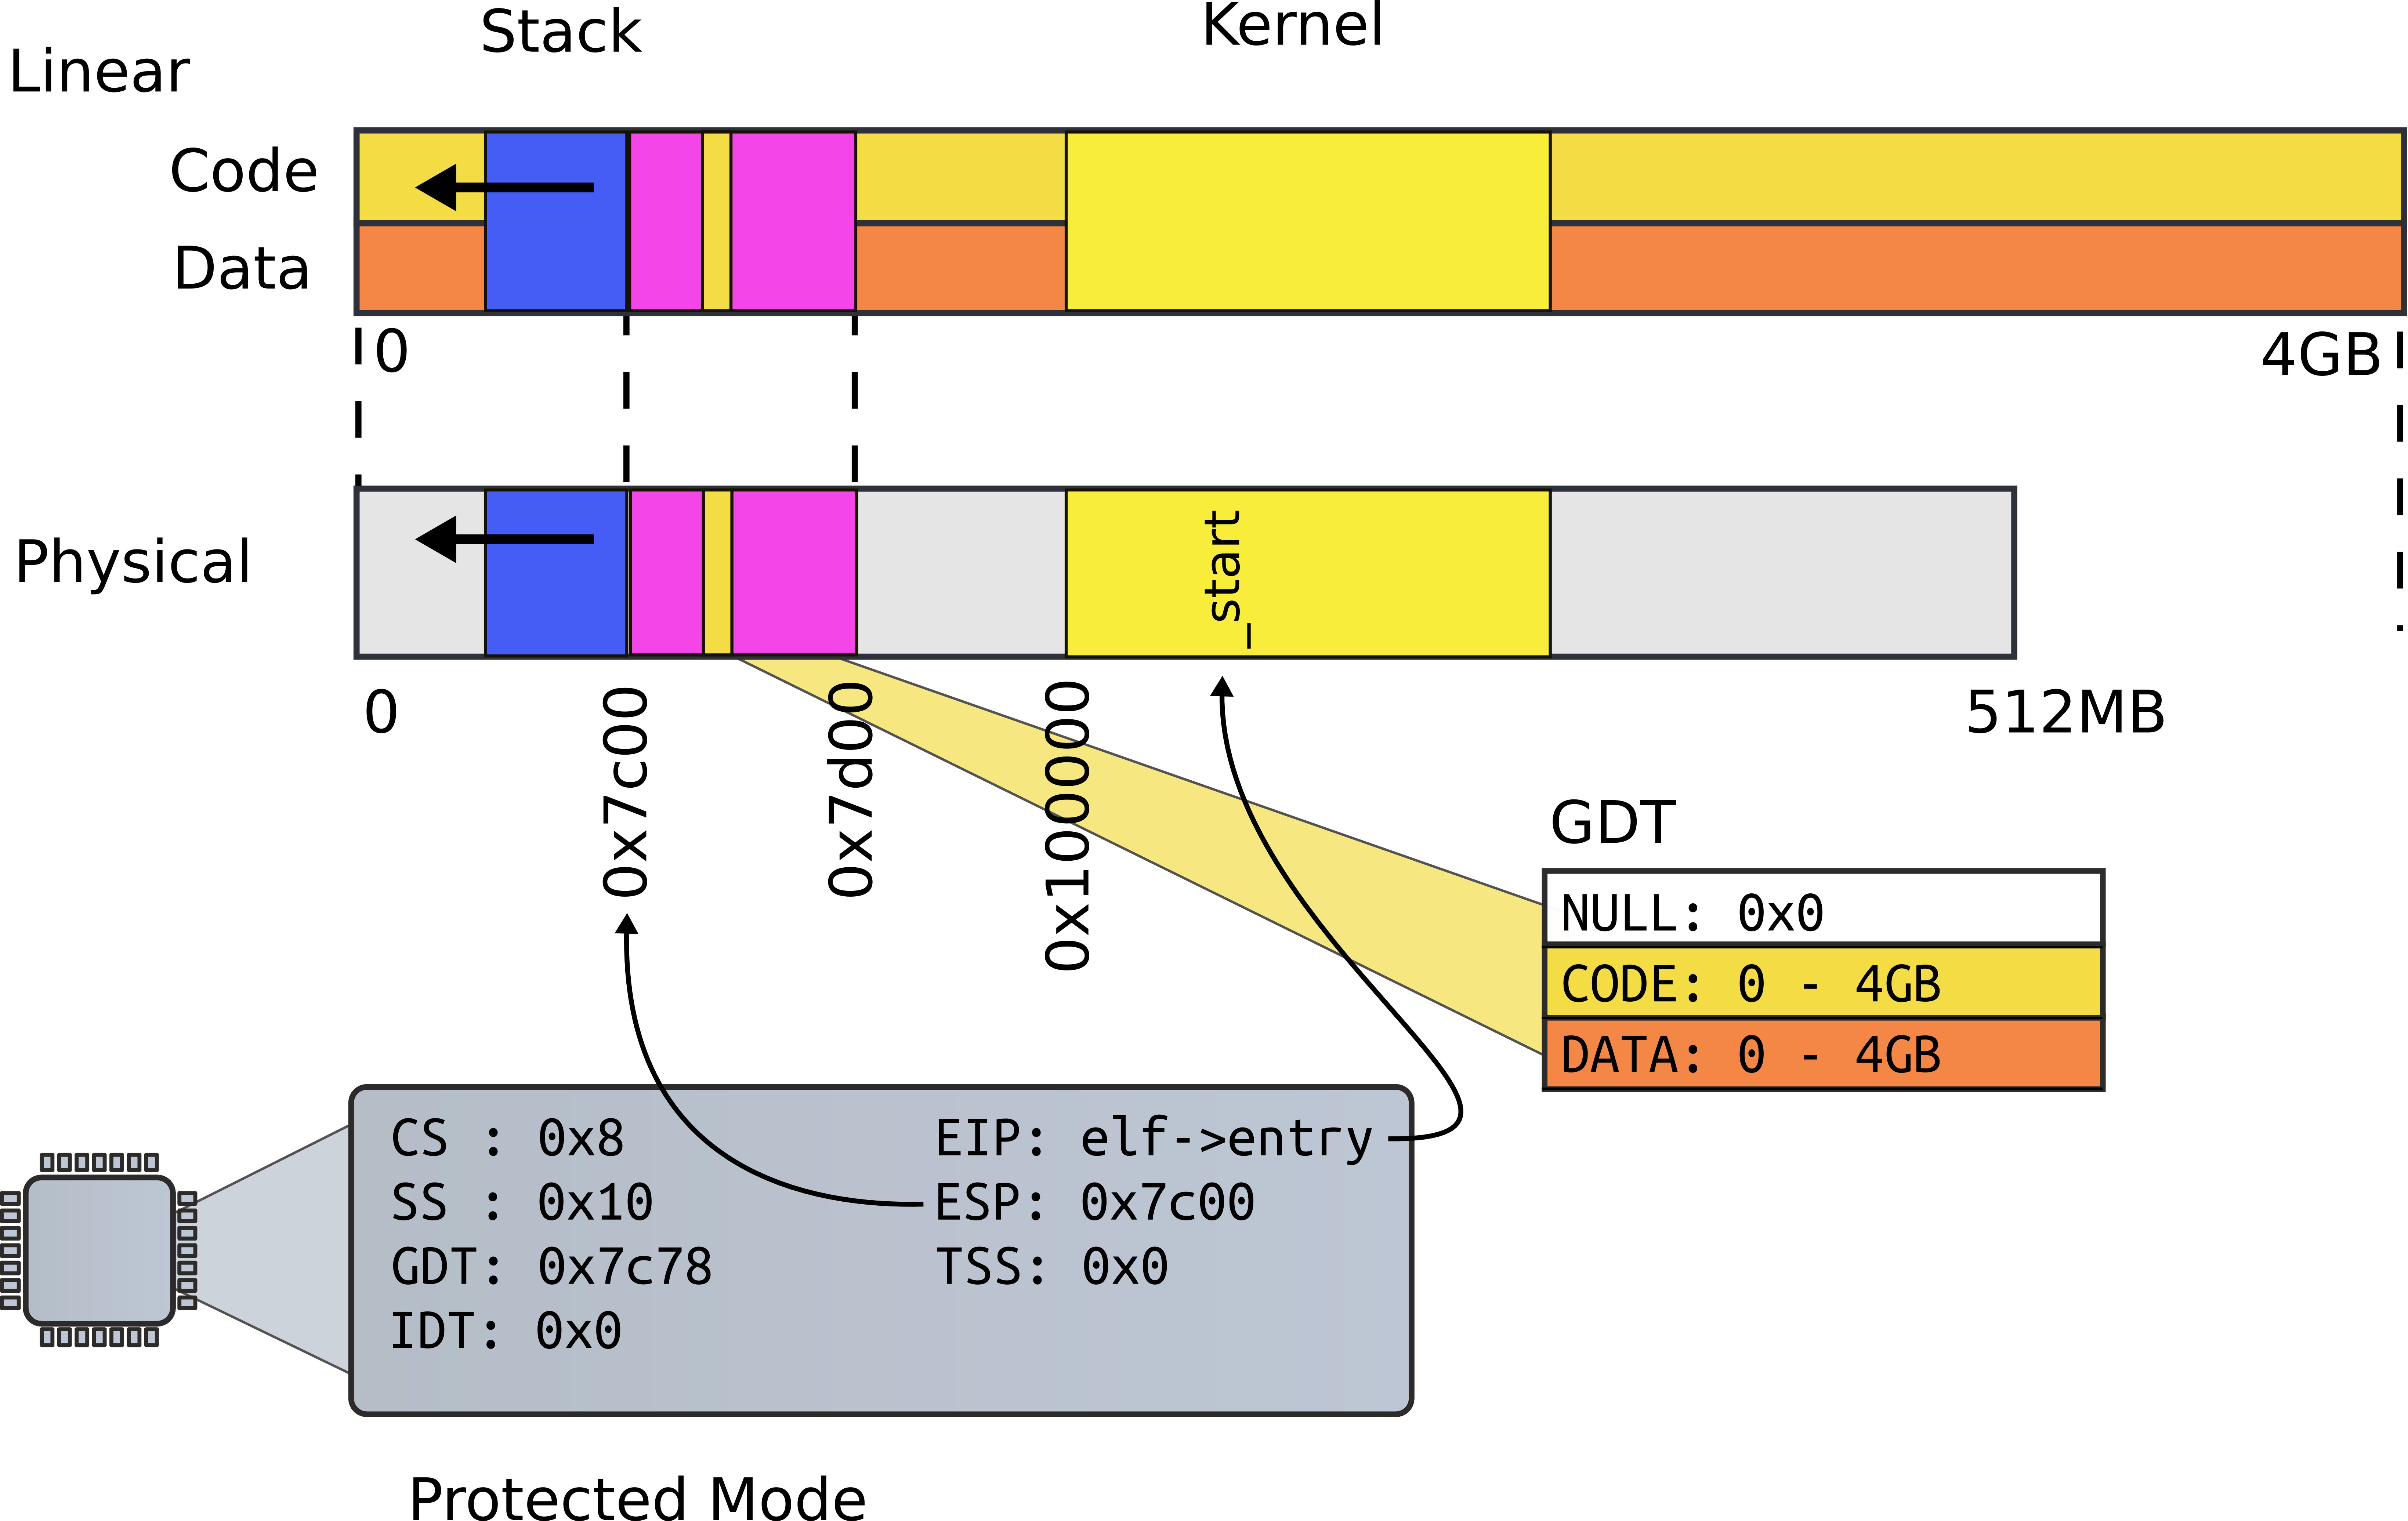 Stack
Kernel
Linear
Code
Data
0
4GB
Physical
_start
0
0x7c00
0x7d00
0x100000
512MB
GDT
NULL: 0x0
CODE: 0 - 4GB
DATA: 0 - 4GB
CS : 0x8
EIP: elf->entry
SS : 0x10
ESP: 0x7c00
GDT: 0x7c78
TSS: 0x0
IDT: 0x0
Protected Mode